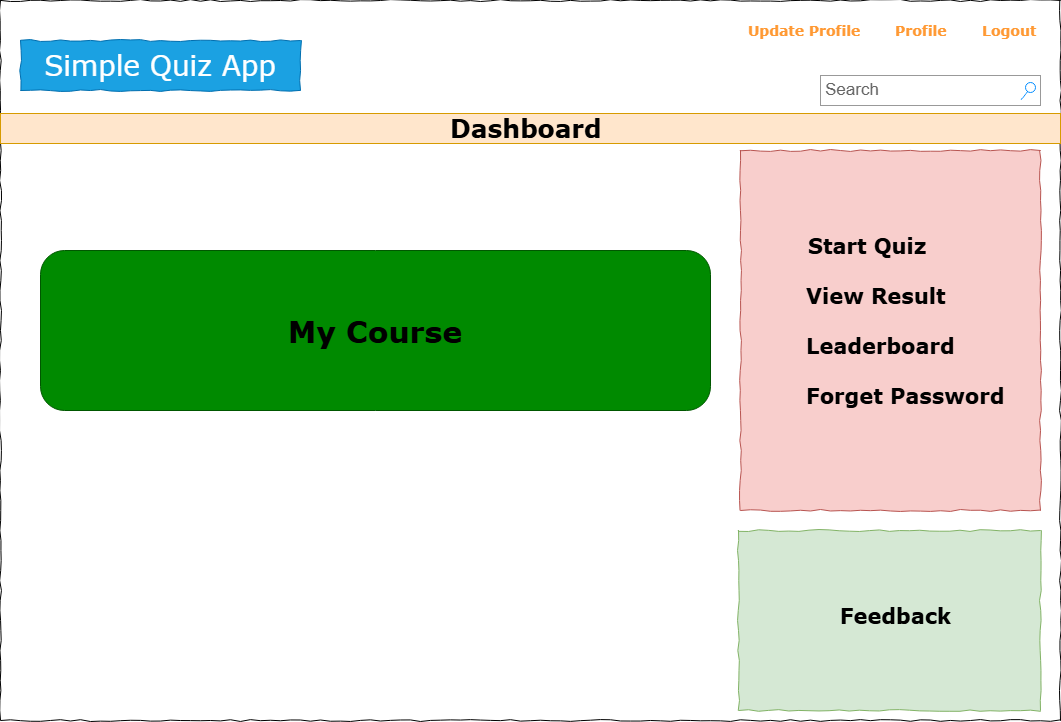 Update Profile Profile Logout
Simple Quiz App
Search
Dashboard
My Course
Start Quiz
View Result
Leaderboard
Forget Password
Feedback